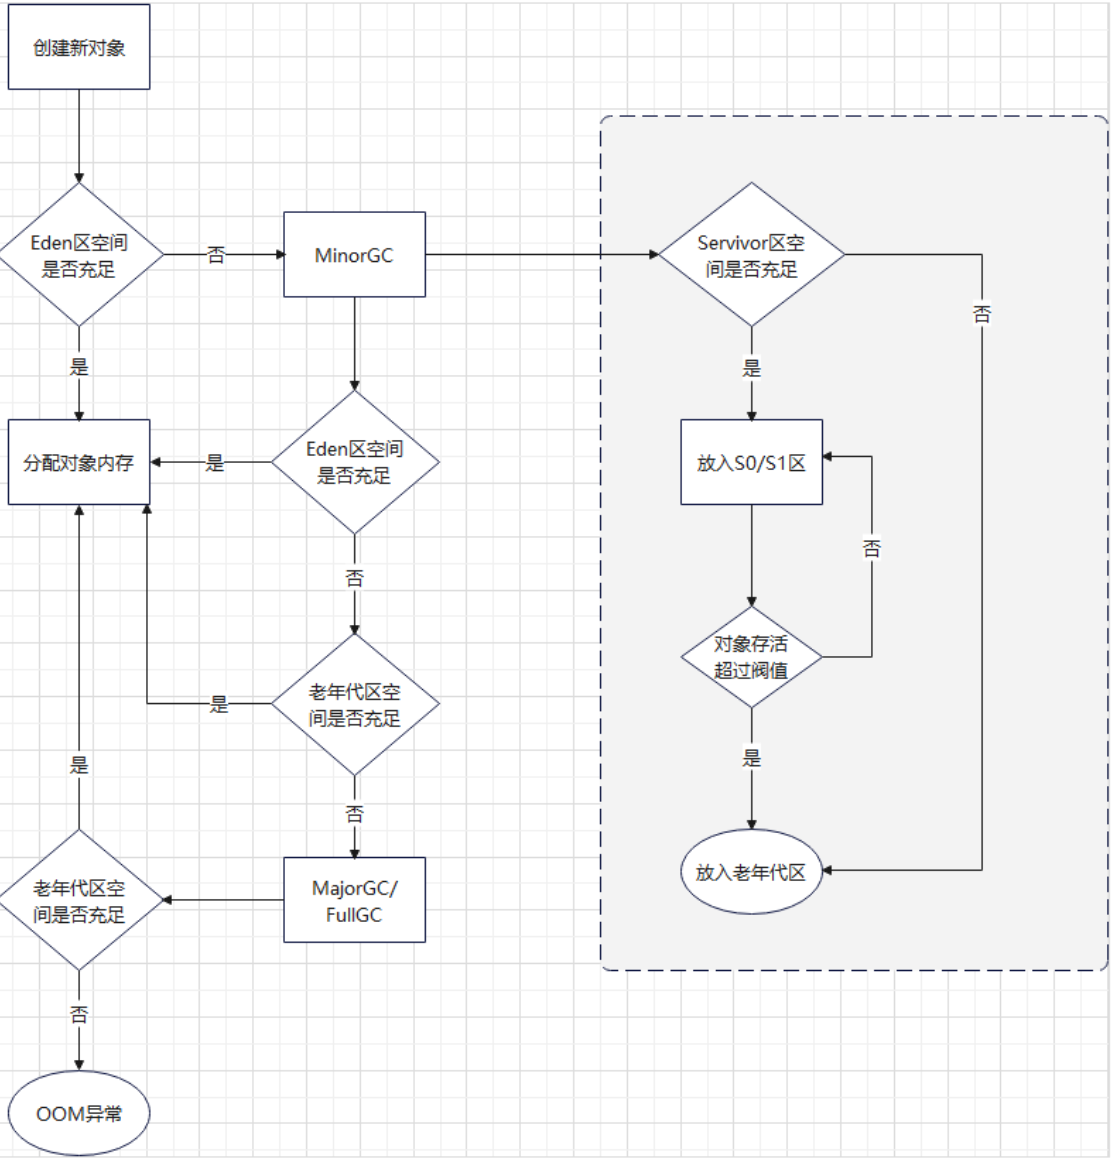 创建新对象
Eden区空间
是否充足
否
MinorGC
Servivor区空
间是否充足
否
是
是
分配对象内存
是
Eden区空间
是否充足
放入S0/S1区
否
否
对象存活
超过阀值
老年代区空
间是否充足
是
是
是
否
老年代区空
间是否充足
MajorGC/
FullGC
放入老年代区
否
OOM异常